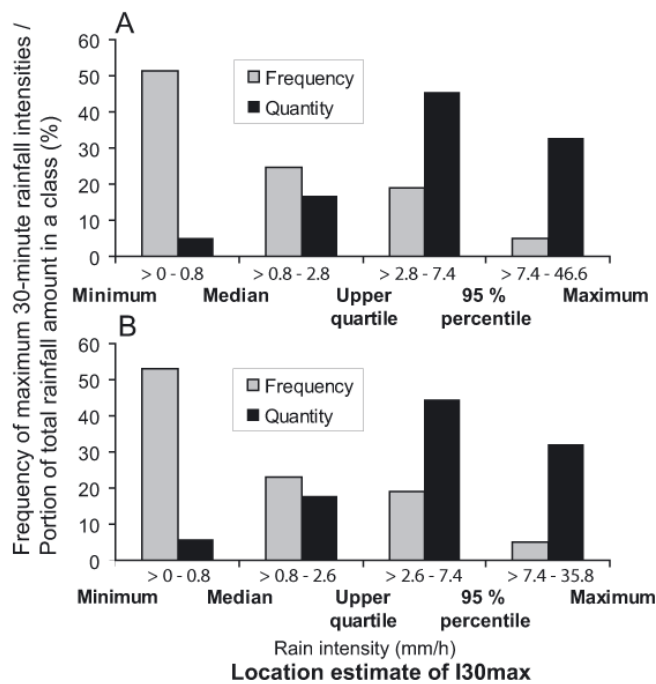 Frequency of maximum 30-minute rainfall intensities /
Portion of total rainfall amount in a class (%)
A
60
50
40
30
20
10
0
Frequency
Quantity
> 0 - 0.8 > 0.8 - 2.8 > 2.8 - 7.4 > 7.4 - 46.6
Minimum Median Upper quartile 95 % percentile Maximum
B
60
50
40
30
20
10
0
Frequency
Quantity
> 0 - 0.8 > 0.8 - 2.6 > 2.6 - 7.4 > 7.4 - 35.8
Minimum Median Upper quartile 95 % percentile Maximum
Rain intensity (mm/h)
Location estimate of I30max